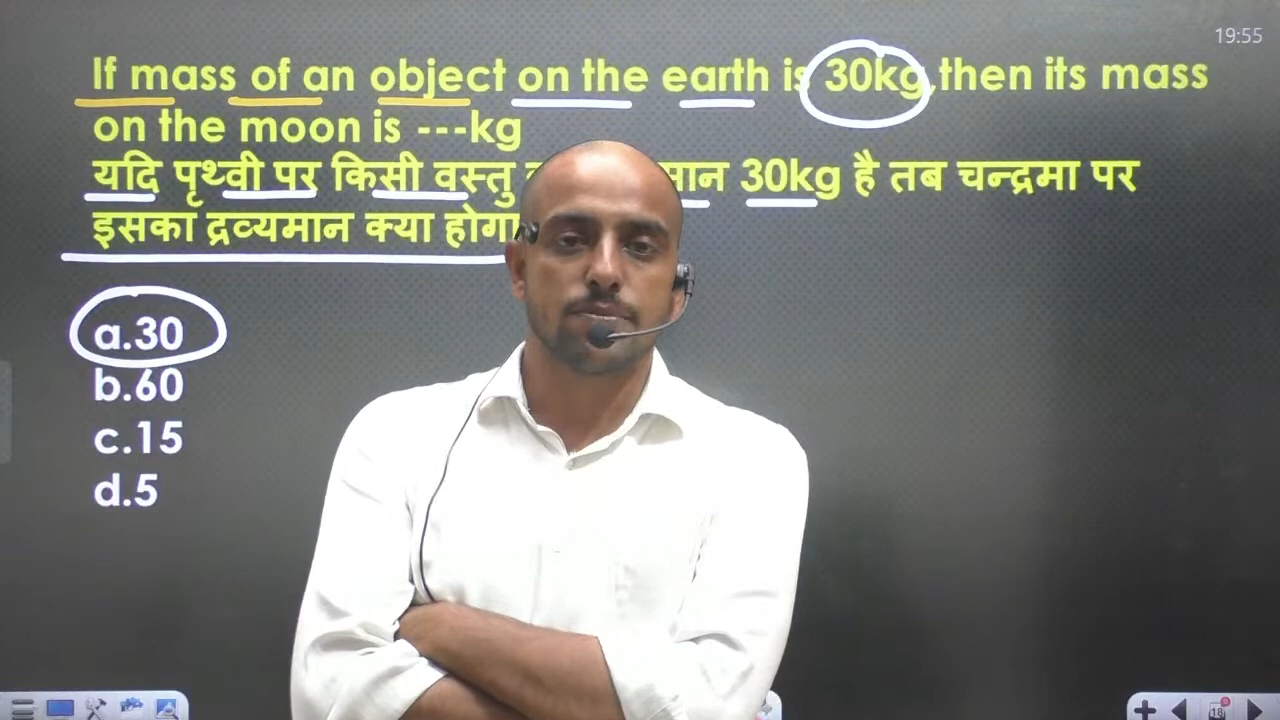 19:55
If mass of an object on the earth is 30kg,then its mass
on the moon is ---kg
यदि पृथ्वी पर किसी वस्तु 30kg है तब चन्द्रमा पर
इसका द्रव्यमान क्या होगा
a.30
b.60
c.15
d.5
18